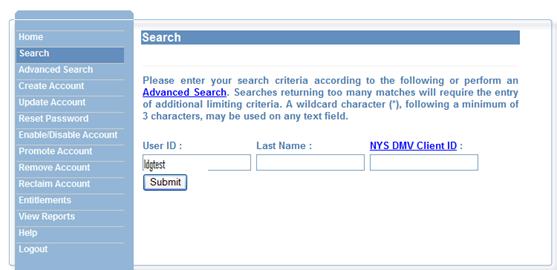 Home
Search
Advanced Search
Create Account
Update Account
Reset Password
Enable/Disable Account
Promote Account
Remove Account
Reclaim Account
Entitlements
View Reports
Help
Logout
Search
Please enter your search criteria according to the following or perform an
Advanced Search. Searches returning too many matches will require the entry
of additional limiting criteria. A wildcard character (*), following a minimum of
3 characters, may be used on any text field.
User ID : Last Name : NYS DMV Client ID :
ldgtest
Submit